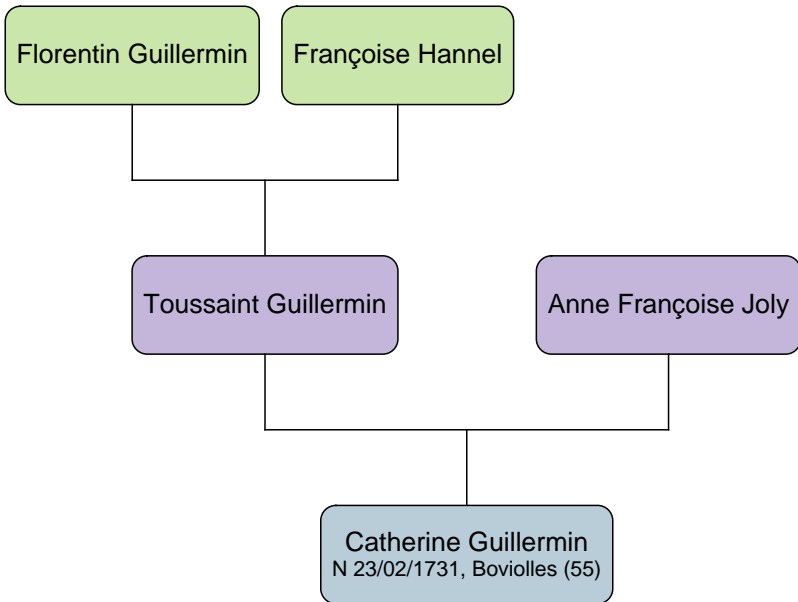 Florentin Guillermin
Françoise Hannel
Toussaint Guillermin
Anne Françoise Joly
Catherine Guillermin
N 23/02/1731, Boviolles (55)